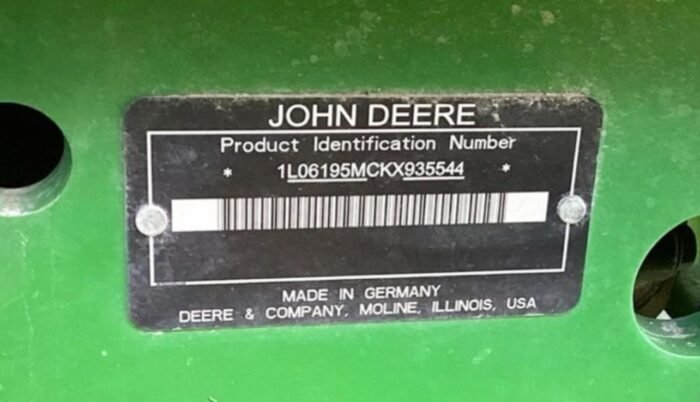 JOHN DEERE
Product Identification Number
* 1L06195MCKX935544 *
MADE IN GERMANY
DEERE & COMPANY, MOLINE, ILLINOIS, USA